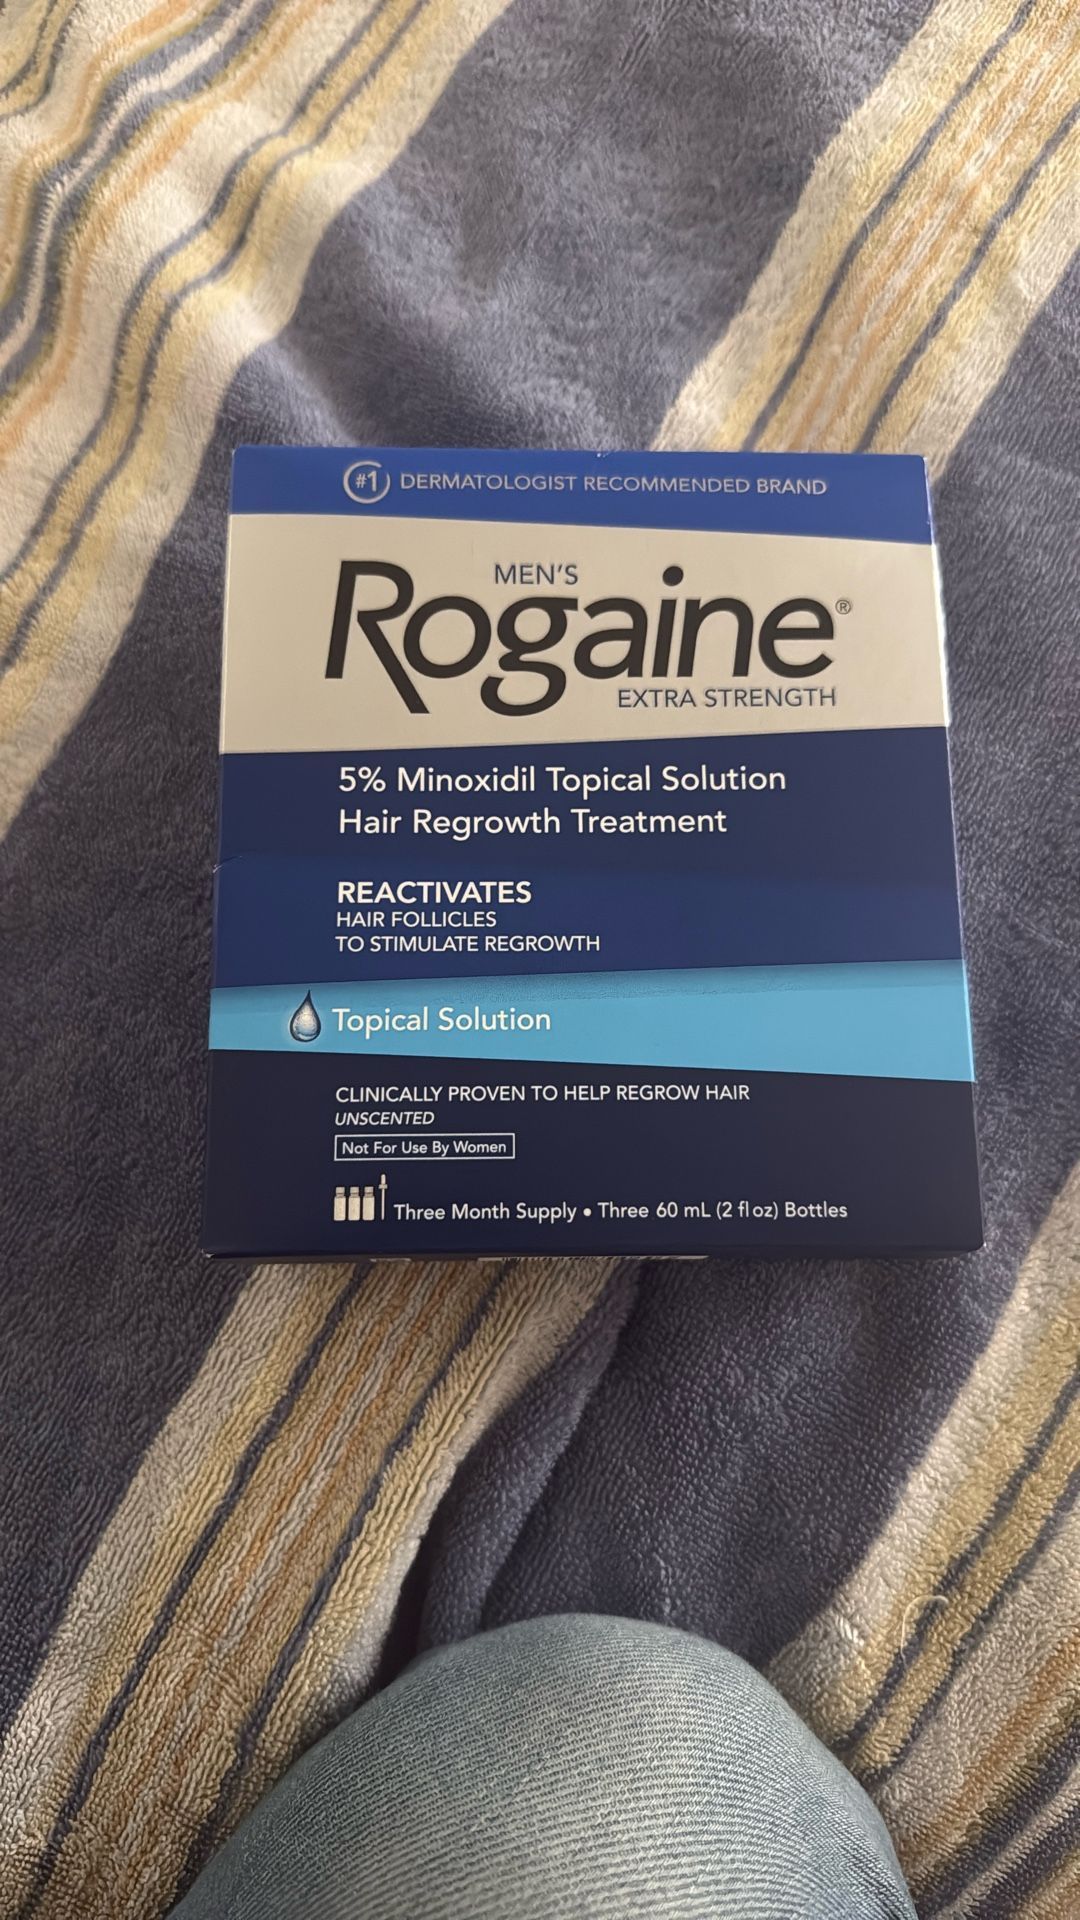 #1 DERMATOLOGIST RECOMMENDED BRAND
MEN'S
Rogaine®
EXTRA STRENGTH
5% Minoxidil Topical Solution
Hair Regrowth Treatment
REACTIVATES
HAIR FOLLICLES
TO STIMULATE REGROWTH
Topical Solution
CLINICALLY PROVEN TO HELP REGROW HAIR
UNSCENTED
Not For Use By Women
Three Month Supply • Three 60 mL (2 fl oz) Bottles